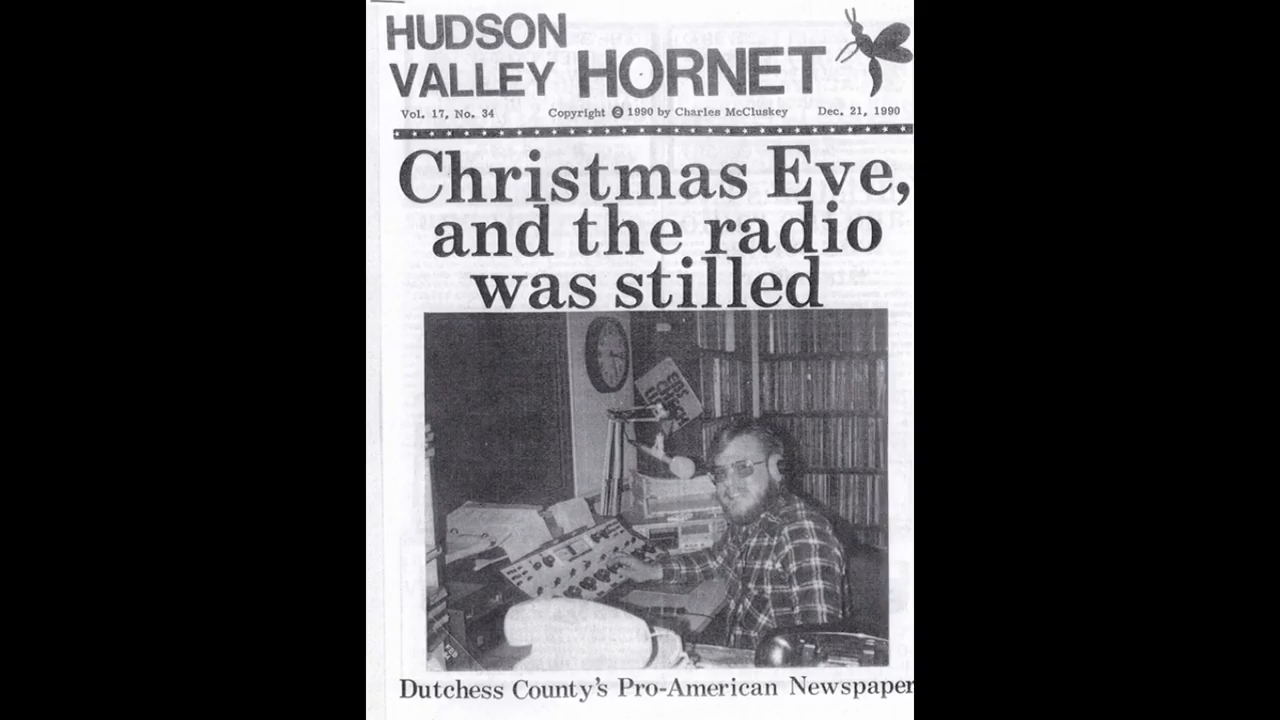 HUDSON
VALLEY HORNET
Vol. 17, No. 34 Copyright © 1990 by Charles McCluskey Dec. 21, 1990
Christmas Eve,
and the radio
was stilled
FEB
Dutchess County's Pro-American Newspaper